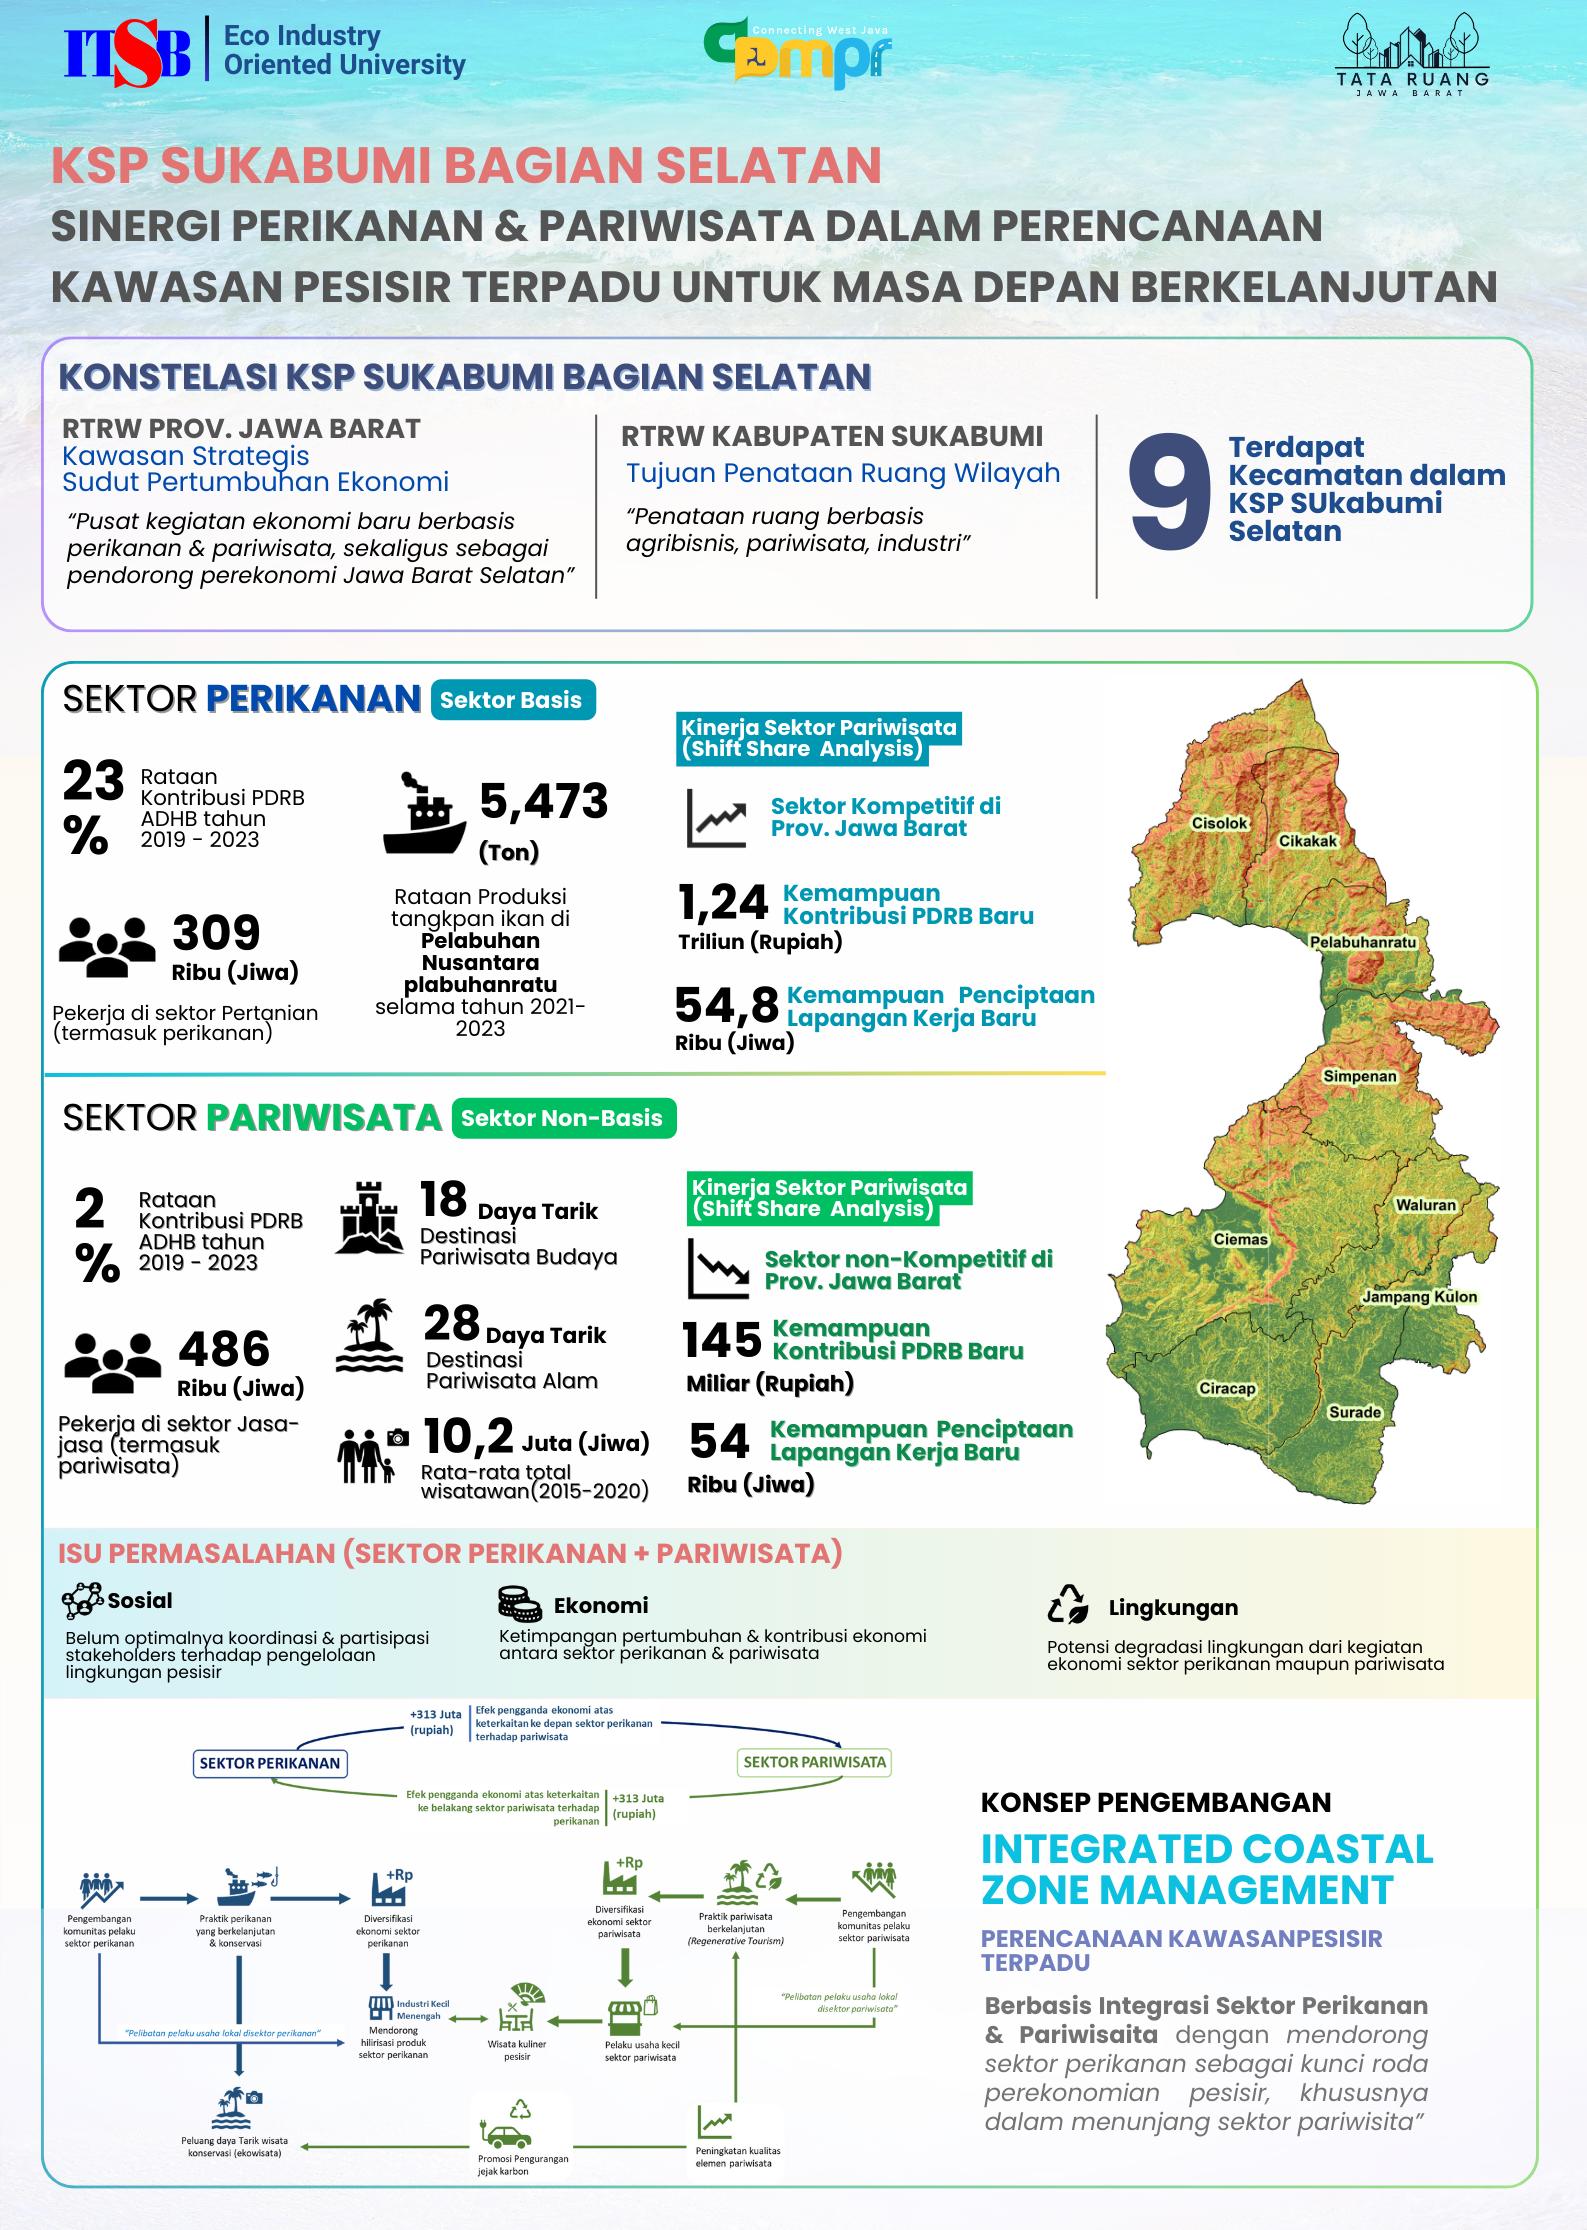 ITSB
Eco Industry
Oriented University
Connecting West Java
TATA RUANG
JAWA BARAT
KSP SUKABUMI BAGIAN SELATAN
SINERGI PERIKANAN & PARIWISATA DALAM PERENCANAAN
KAWASAN PESISIR TERPADU UNTUK MASA DEPAN BERKELANJUTAN
KONSTELASI KSP SUKABUMI BAGIAN SELATAN
RTRW PROV. JAWA BARAT
Kawasan Strategis
Sudut Pertumbuhan Ekonomi
“Pusat kegiatan ekonomi baru berbasis
perikanan & pariwisata, sekaligus sebagai
pendorong perekonomi Jawa Barat Selatan”
RTRW KABUPATEN SUKABUMI
Tujuan Penataan Ruang Wilayah
“Penataan ruang berbasis
agribisnis, pariwisata, industri”
9
Terdapat
Kecamatan dalam
KSP SUkabumi
Selatan
SEKTOR PERIKANAN Sektor Basis
23
%
Rataan
Kontribusi PDRB
ADHB tahun
2019 - 2023
309
Ribu (Jiwa)
Pekerja di sektor Pertanian
(termasuk perikanan)
5,473
(Ton)
Rataan Produksi
tangkpan ikan di
Pelabuhan
Nusantara
plabuhanratu
selama tahun 2021-
2023
Kinerja Sektor Pariwisata
(Shift Share Analysis)
Sektor Kompetitif di
Prov. Jawa Barat
1,24
Triliun (Rupiah)
Kemampuan
Kontribusi PDRB Baru
54,8
Ribu (Jiwa)
Kemampuan Penciptaan
Lapangan Kerja Baru
Cisolok
Cikakak
Pelabuhanratu
Simpenan
Waluran
Ciemas
Jampang Kulon
Ciracap
Surade
SEKTOR PARIWISATA Sektor Non-Basis
2
%
Rataan
Kontribusi PDRB
ADHB tahun
2019 - 2023
486
Ribu (Jiwa)
Pekerja di sektor Jasa-
jasa (termasuk
pariwisata)
18 Daya Tarik
Destinasi
Pariwisata Budaya
28 Daya Tarik
Destinasi
Pariwisata Alam
10,2 Juta (Jiwa)
Rata-rata total
wisatawan(2015-2020)
Kinerja Sektor Pariwisata
(Shift Share Analysis)
Sektor non-Kompetitif di
Prov. Jawa Barat
145
Miliar (Rupiah)
Kemampuan
Kontribusi PDRB Baru
54
Ribu (Jiwa)
Kemampuan Penciptaan
Lapangan Kerja Baru
ISU PERMASALAHAN (SEKTOR PERIKANAN + PARIWISATA)
Sosial
Belum optimalnya koordinasi & partisipasi
stakeholders terhadap pengelolaan
lingkungan pesisir
Ekonomi
Ketimpangan pertumbuhan & kontribusi ekonomi
antara sektor perikanan & pariwisata
Lingkungan
Potensi degradasi lingkungan dari kegiatan
ekonomi sektor perikanan maupun pariwisata
+313 Juta
(rupiah)
Efek pengganda ekonomi atas
keterkaitan ke depan sektor perikanan
terhadap pariwisata
SEKTOR PERIKANAN
SEKTOR PARIWISATA
Efek pengganda ekonomi atas keterkaitan
ke belakang sektor pariwisata terhadap
perikanan
+313 Juta
(rupiah)
Pengembangan
komunitas pelaku
sektor perikanan
Praktik perikanan
yang berkelanjutan
& konservasi
+Rp
Diversifikasi
ekonomi sektor
perikanan
+Rp
Diversifikasi
ekonomi sektor
pariwisata
Praktik pariwisata
berkelanjutan
(Regenerative Tourism)
Pengembangan
komunitas pelaku
sektor pariwisata
“Pelibatan pelaku usaha lokal disektor perikanan”
Industri Kecil
Menengah
Mendorong
hilirisasi produk
sektor perikanan
Wisata kuliner
pesisir
Pelaku usaha kecil
sektor pariwisata
“Pelibatan pelaku usaha lokal
disektor pariwisata”
Peluang daya Tarik wisata
konservasi (ekowisata)
Promosi Pengurangan
jejak karbon
Peningkatan kualitas
elemen pariwisata
KONSEP PENGEMBANGAN
INTEGRATED COASTAL
ZONE MANAGEMENT
PERENCANAAN KAWASANPESISIR
TERPADU
Berbasis Integrasi Sektor Perikanan
& Pariwisaita dengan mendorong
sektor perikanan sebagai kunci roda
perekonomian pesisir, khususnya
dalam menunjang sektor pariwisita”